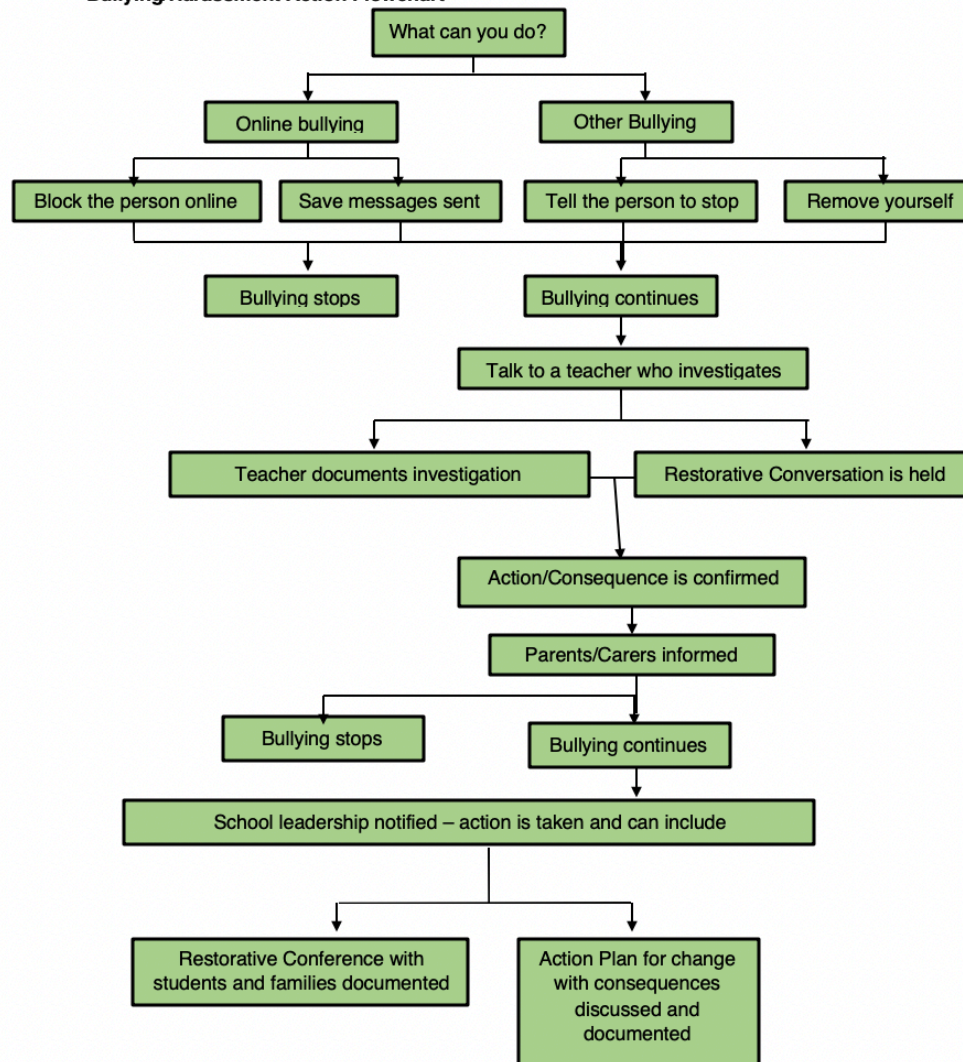 What can you do?
Online bullying
Other Bullying
Block the person online
Save messages sent
Tell the person to stop
Remove yourself
Bullying stops
Bullying continues
Talk to a teacher who investigates
Teacher documents investigation
Restorative Conversation is held
Action/Consequence is confirmed
Parents/Carers informed
Bullying stops
Bullying continues
School leadership notified – action is taken and can include
Restorative Conference with
students and families documented
Action Plan for change
with consequences
discussed and
documented